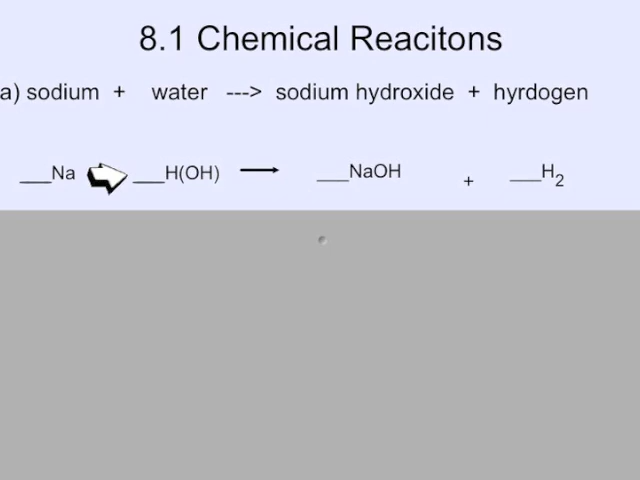 8.1 Chemical Reacitons
a) sodium + water ---> sodium hydroxide + hyrdogen
___Na ___H(OH) ⟶ ___NaOH + ___H2